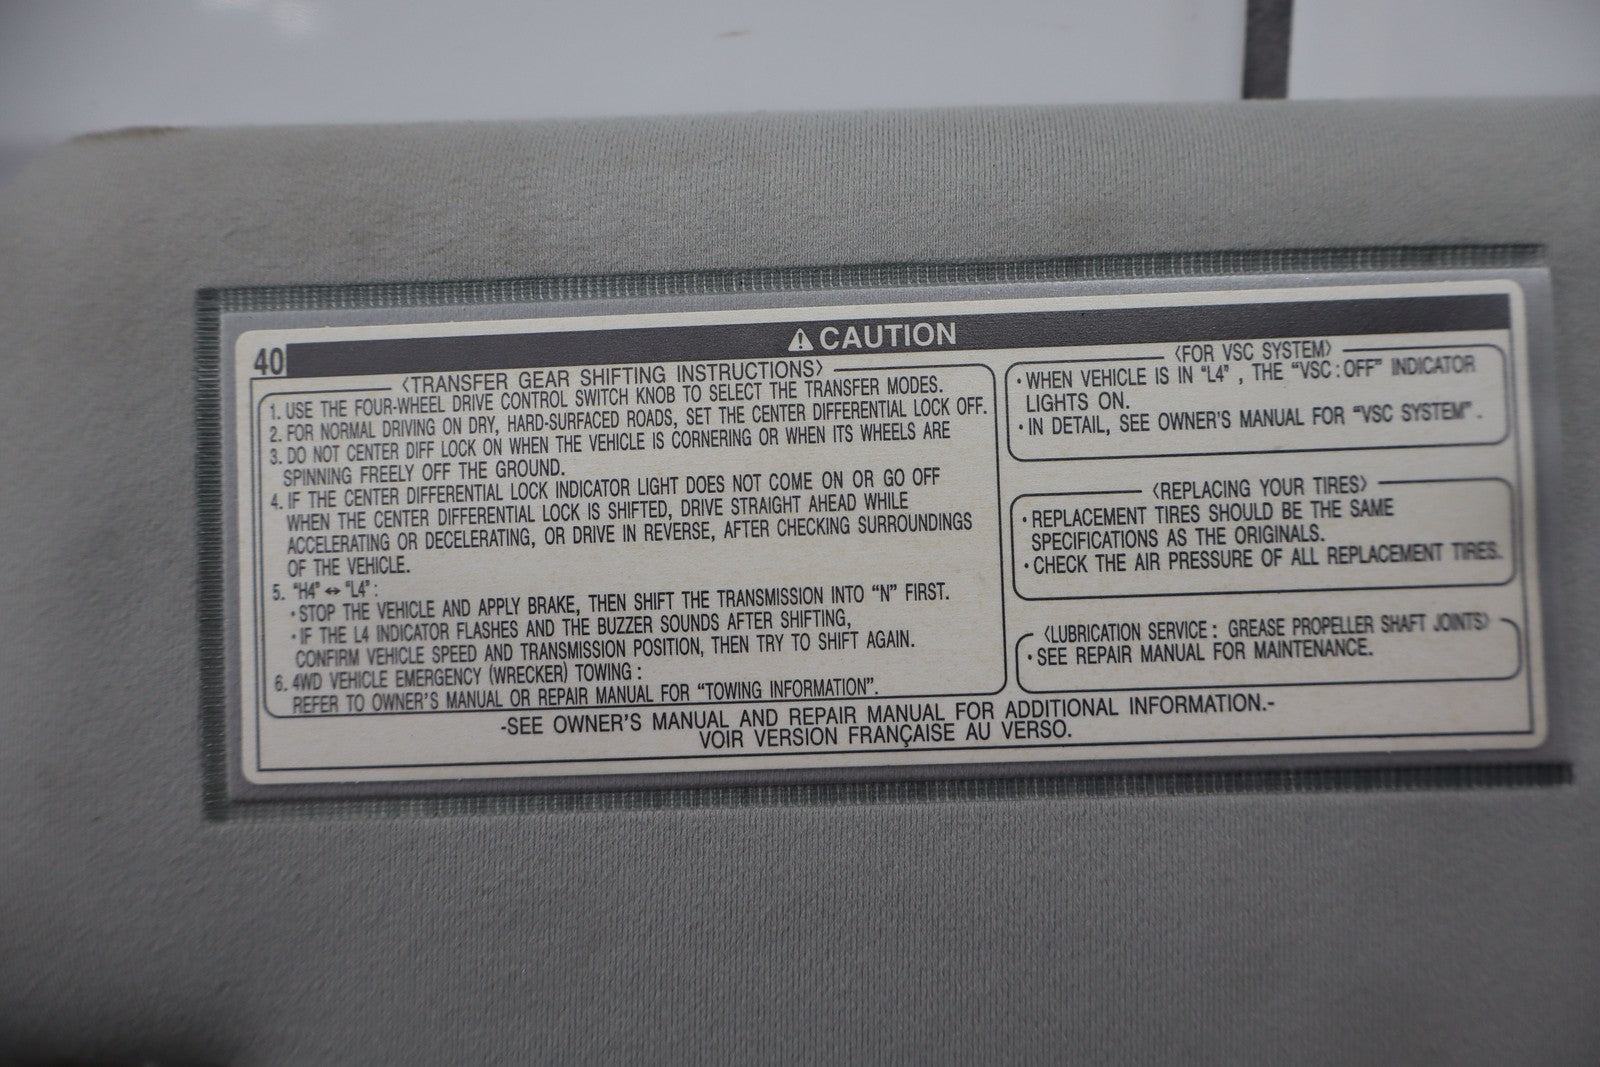 40
⚠CAUTION
〈TRANSFER GEAR SHIFTING INSTRUCTIONS〉
1. USE THE FOUR-WHEEL DRIVE CONTROL SWITCH KNOB TO SELECT THE TRANSFER MODES.
2. FOR NORMAL DRIVING ON DRY, HARD-SURFACED ROADS, SET THE CENTER DIFFERENTIAL LOCK OFF.
3. DO NOT CENTER DIFF LOCK ON WHEN THE VEHICLE IS CORNERING OR WHEN ITS WHEELS ARE
SPINNING FREELY OFF THE GROUND.
4. IF THE CENTER DIFFERENTIAL LOCK INDICATOR LIGHT DOES NOT COME ON OR GO OFF
WHEN THE CENTER DIFFERENTIAL LOCK IS SHIFTED, DRIVE STRAIGHT AHEAD WHILE
ACCELERATING OR DECELERATING, OR DRIVE IN REVERSE, AFTER CHECKING SURROUNDINGS
OF THE VEHICLE.
5. “H4” ↔ “L4” :
・STOP THE VEHICLE AND APPLY BRAKE, THEN SHIFT THE TRANSMISSION INTO “N” FIRST.
・IF THE L4 INDICATOR FLASHES AND THE BUZZER SOUNDS AFTER SHIFTING,
CONFIRM VEHICLE SPEED AND TRANSMISSION POSITION, THEN TRY TO SHIFT AGAIN.
6. 4WD VEHICLE EMERGENCY (WRECKER) TOWING :
REFER TO OWNER'S MANUAL OR REPAIR MANUAL FOR “TOWING INFORMATION”.
〈FOR VSC SYSTEM〉
・WHEN VEHICLE IS IN “L4” , THE “VSC : OFF” INDICATOR
LIGHTS ON.
・IN DETAIL, SEE OWNER'S MANUAL FOR “VSC SYSTEM” .
〈REPLACING YOUR TIRES〉
・REPLACEMENT TIRES SHOULD BE THE SAME
SPECIFICATIONS AS THE ORIGINALS.
・CHECK THE AIR PRESSURE OF ALL REPLACEMENT TIRES.
〈LUBRICATION SERVICE : GREASE PROPELLER SHAFT JOINTS〉
・SEE REPAIR MANUAL FOR MAINTENANCE.
-SEE OWNER'S MANUAL AND REPAIR MANUAL FOR ADDITIONAL INFORMATION.-
VOIR VERSION FRANÇAISE AU VERSO.